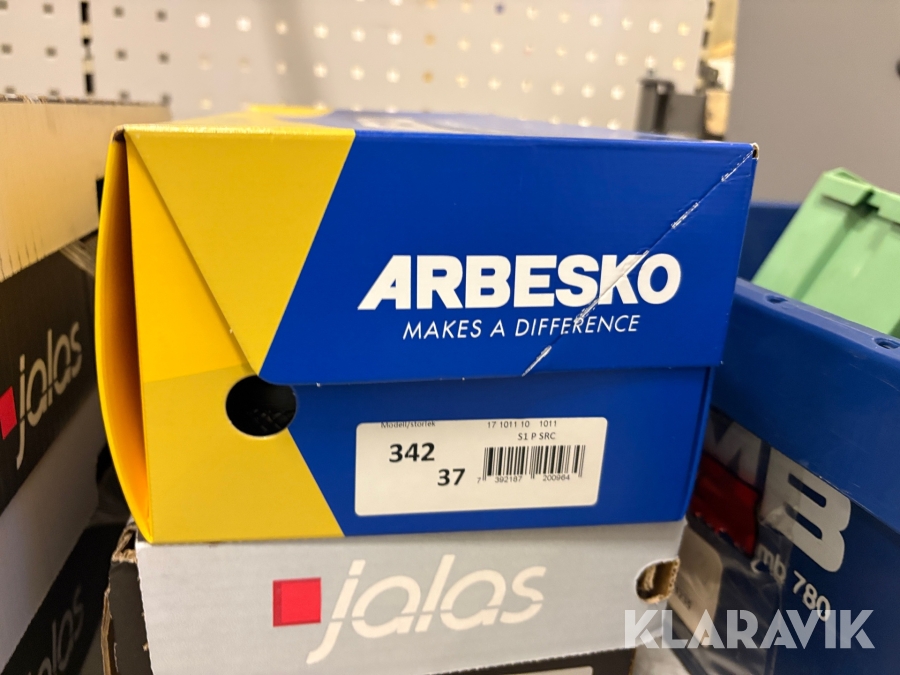 ARBESKO
MAKES A DIFFERENCE
Modell/storlek 17 1011 10 1011
S1 P SRC
342
37
7 392187 200984
jalas
jalas
jalas
MB
mb 780
KLARAVIK